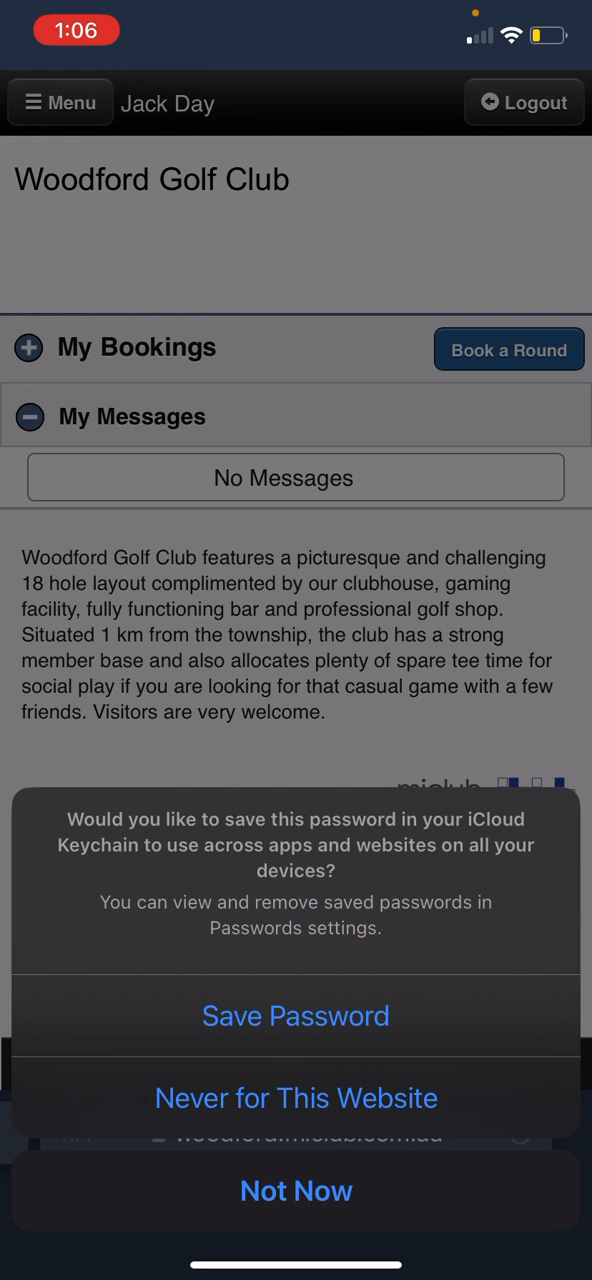 1:06
Menu Jack Day Logout
Woodford Golf Club
My Bookings Book a Round
My Messages
No Messages
Woodford Golf Club features a picturesque and challenging
18 hole layout complimented by our clubhouse, gaming
facility, fully functioning bar and professional golf shop.
Situated 1 km from the township, the club has a strong
member base and also allocates plenty of spare tee time for
social play if you are looking for that casual game with a few
friends. Visitors are very welcome.
miclub
Would you like to save this password in your iCloud
Keychain to use across apps and websites on all your
devices?
You can view and remove saved passwords in
Passwords settings.
Save Password
Never for This Website
woodford.miclub.com.au
Not Now